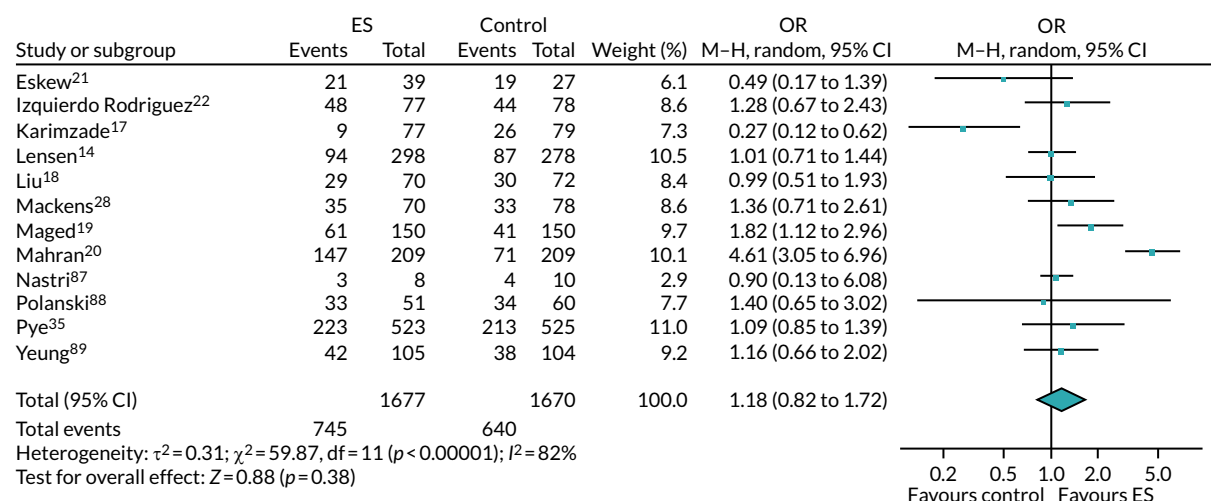 ES Control OR OR
Study or subgroup Events Total Events Total Weight (%) M–H, random, 95% CI M–H, random, 95% CI
Eskew21 21 39 19 27 6.1 0.49 (0.17 to 1.39)
Izquierdo Rodriguez22 48 77 44 78 8.6 1.28 (0.67 to 2.43)
Karimzade17 9 77 26 79 7.3 0.27 (0.12 to 0.62)
Lensen14 94 298 87 278 10.5 1.01 (0.71 to 1.44)
Liu18 29 70 30 72 8.4 0.99 (0.51 to 1.93)
Mackens28 35 70 33 78 8.6 1.36 (0.71 to 2.61)
Maged19 61 150 41 150 9.7 1.82 (1.12 to 2.96)
Mahran20 147 209 71 209 10.1 4.61 (3.05 to 6.96)
Nastri87 3 8 4 10 2.9 0.90 (0.13 to 6.08)
Polanski88 33 51 34 60 7.7 1.40 (0.65 to 3.02)
Pye35 223 523 213 525 11.0 1.09 (0.85 to 1.39)
Yeung89 42 105 38 104 9.2 1.16 (0.66 to 2.02)
Total (95% CI) 1677 1670 100.0 1.18 (0.82 to 1.72)
Total events 745 640
Heterogeneity: τ2=0.31; χ2=59.87, df=11 (p<0.00001); I2=82%
Test for overall effect: Z=0.88 (p=0.38)
0.2 0.5 1.0 2.0 5.0
Favours control Favours ES